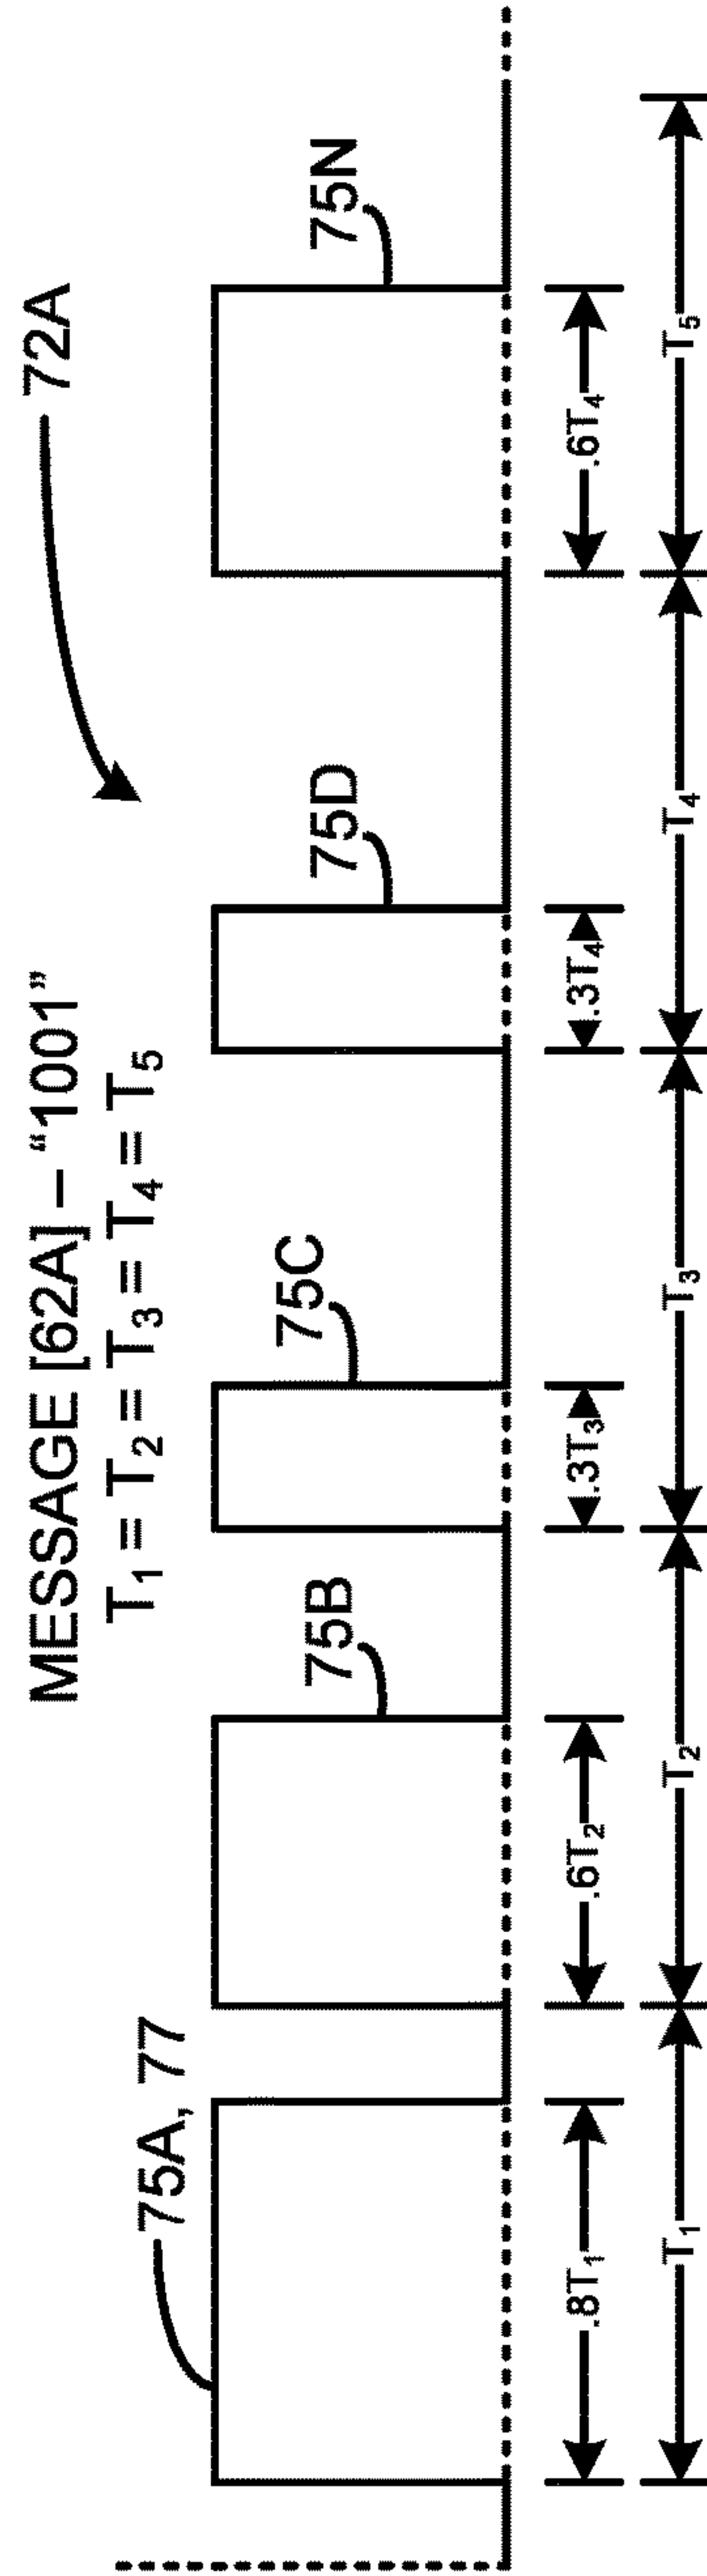 MESSAGE [62A] – “1001”
T₁ = T₂ = T₃ = T₄ = T₅
72A
75A, 77
75B
75C
75D
75N
.8T₁
.6T₂
.3T₃
.3T₄
.6T₄
T₁
T₂
T₃
T₄
T₅